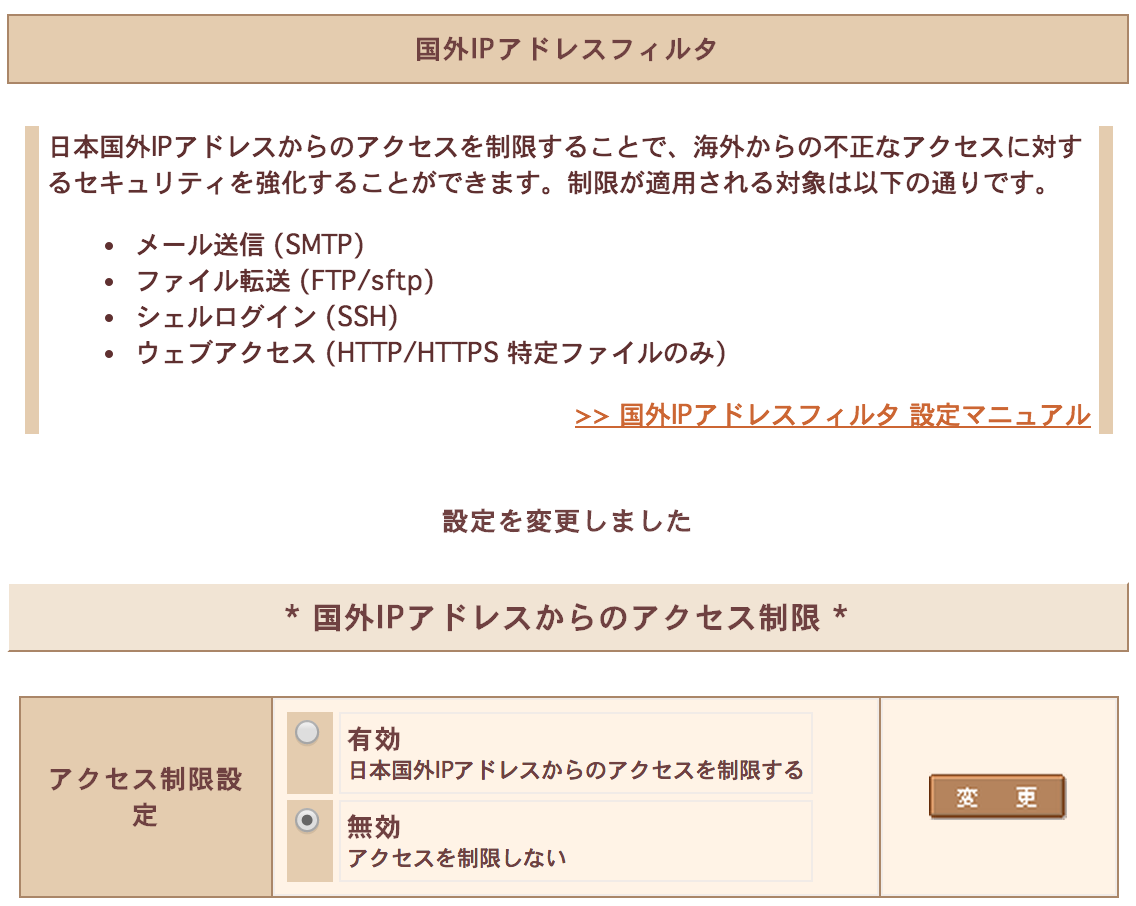 国外IPアドレスフィルタ
日本国外IPアドレスからのアクセスを制限することで、海外からの不正なアクセスに対す
るセキュリティを強化することができます。制限が適用される対象は以下の通りです。
• メール送信 (SMTP)
• ファイル転送 (FTP/sftp)
• シェルログイン (SSH)
• ウェブアクセス (HTTP/HTTPS 特定ファイルのみ)
>> 国外IPアドレスフィルタ 設定マニュアル
設定を変更しました
* 国外IPアドレスからのアクセス制限 *
アクセス制限設
定
有効
日本国外IPアドレスからのアクセスを制限する
無効
アクセスを制限しない
変 更